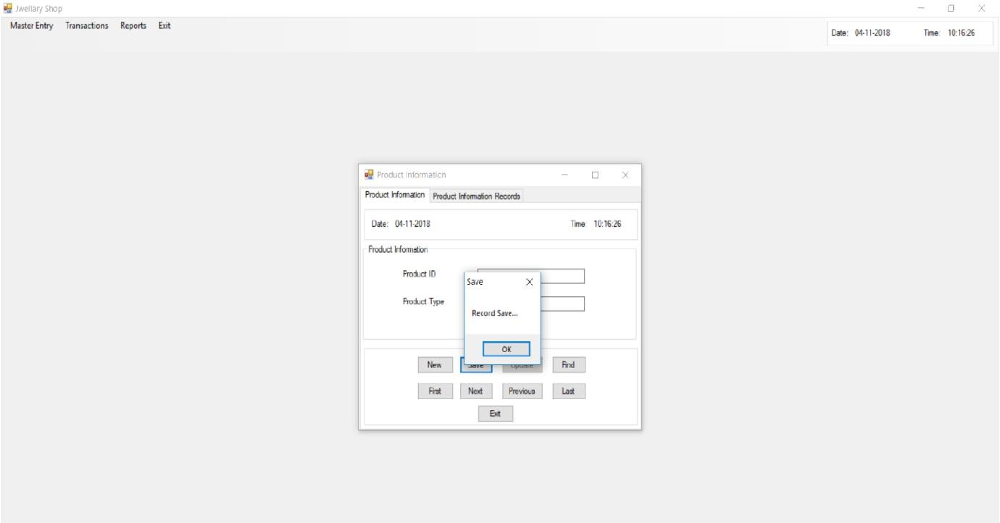 Jwellary Shop
Master Entry Transactions Reports Exit
Date: 04-11-2018 Time: 10:16:26
Product Information
Product Information Product Information Records
Date: 04-11-2018 Time: 10:16:26
Product Information
Product ID
Save
Product Type
Record Save...
OK
New Save Update Find
First Next Previous Last
Exit